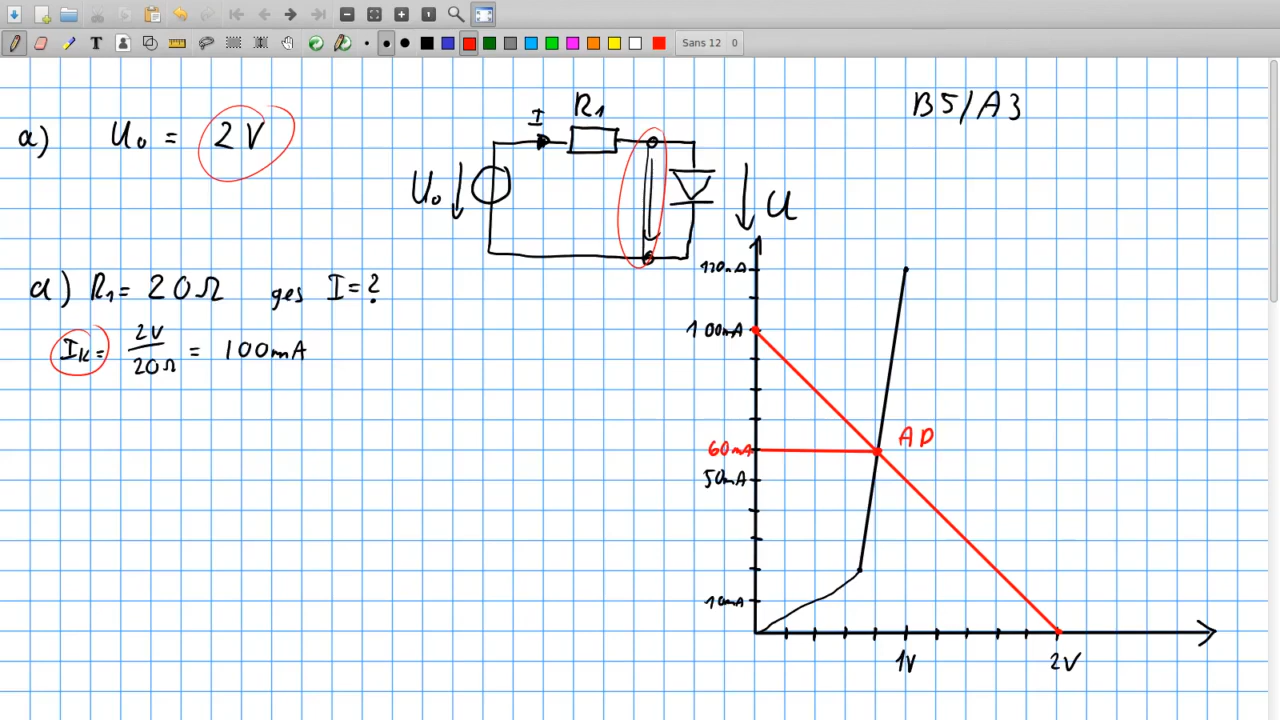 Sans 12 0
B5/A3
a) U₀ = 2V
I R₁
U₀ U
a) R₁ = 20Ω ges I = ?
I_K = 2V/20Ω = 100mA
120mA
100mA
60mA AP
50mA
10mA
1V 2V